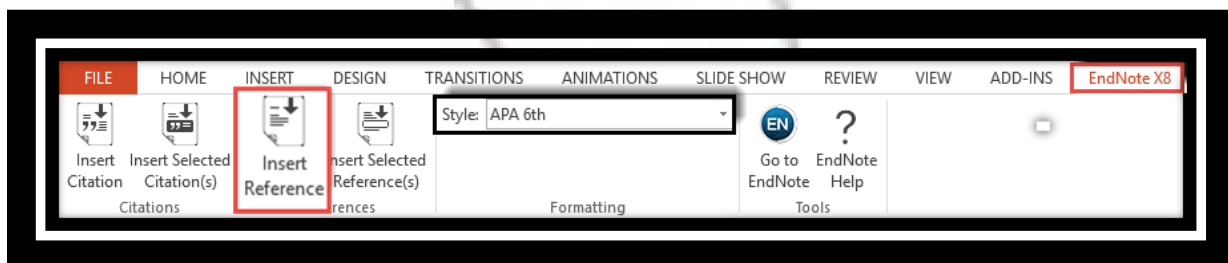 FILE HOME INSERT DESIGN TRANSITIONS ANIMATIONS SLIDE SHOW REVIEW VIEW ADD-INS EndNote X8
Style: APA 6th
EN ?
Insert Citation
Insert Selected Citation(s)
Insert Reference
nsert Selected Reference(s)
Go to EndNote
EndNote Help
Citations rences Formatting Tools